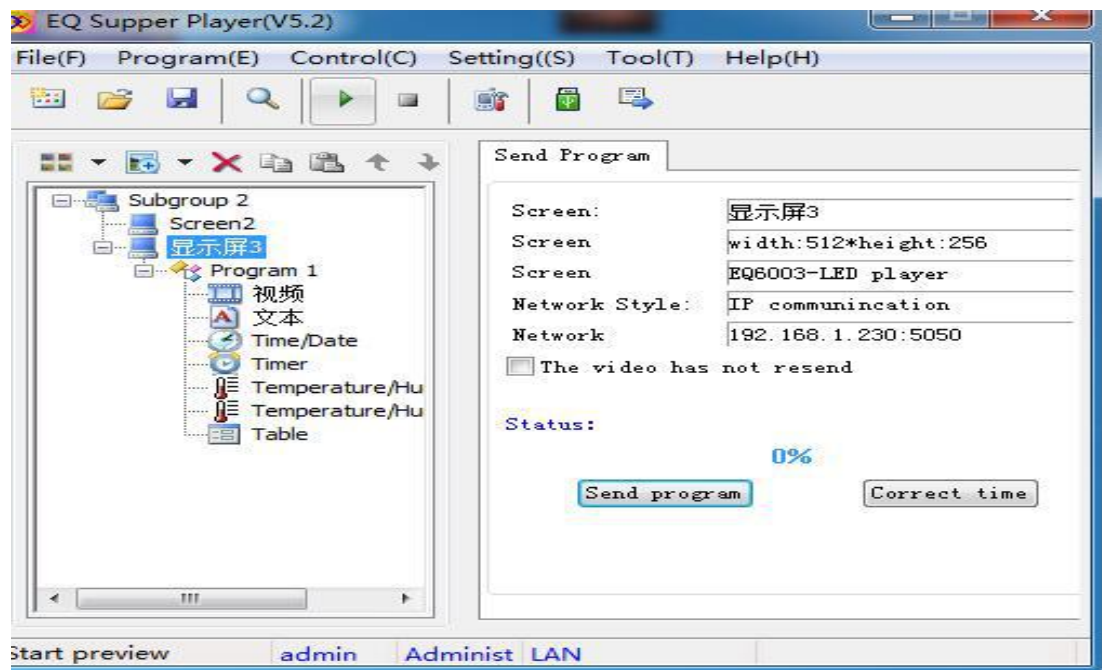 EQ Supper Player(V5.2)
File(F) Program(E) Control(C) Setting((S) Tool(T) Help(H)
Send Program
Subgroup 2
Screen2
显示屏3
Program 1
视频
文本
Time/Date
Timer
Temperature/Hu
Temperature/Hu
Table
Screen: 显示屏3
Screen width:512*height:256
Screen EQ6003-LED player
Network Style: IP communincation
Network 192.168.1.230:5050
The video has not resend
Status:
0%
Send program Correct time
Start preview admin Administ LAN